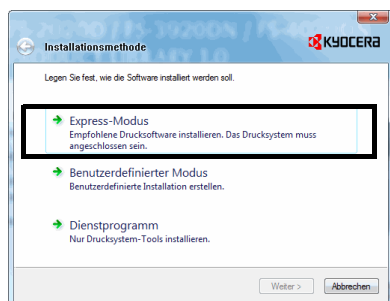 Installationsmethode
KYOCERA
Legen Sie fest, wie die Software installiert werden soll.
Express-Modus
Empfohlene Drucksoftware installieren. Das Drucksystem muss
angeschlossen sein.
Benutzerdefinierter Modus
Benutzerdefinierte Installation erstellen.
Dienstprogramm
Nur Drucksystem-Tools installieren.
Weiter >
Abbrechen